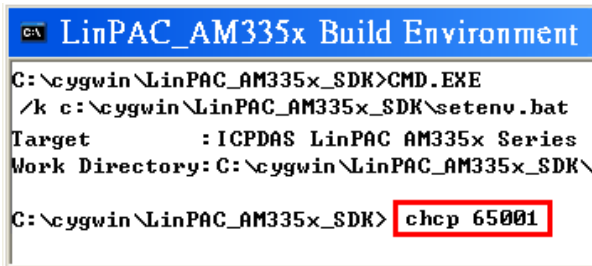 LinPAC_AM335x Build Environment
C:\cygwin\LinPAC_AM335x_SDK>CMD.EXE
/k c:\cygwin\LinPAC_AM335x_SDK\setenv.bat
Target :ICPDAS LinPAC AM335x Series
Work Directory:C:\cygwin\LinPAC_AM335x_SDK\
C:\cygwin\LinPAC_AM335x_SDK> chcp 65001